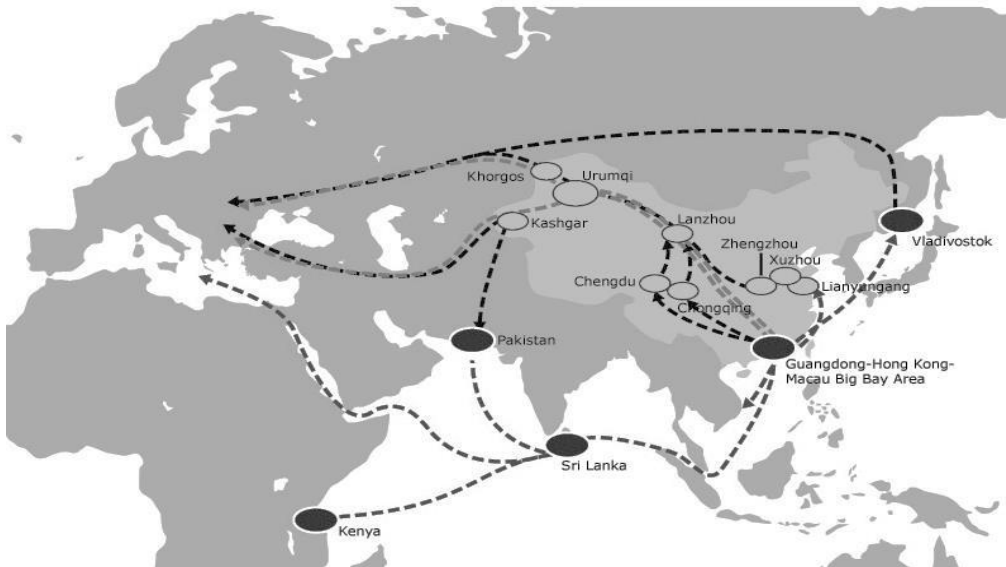 Khorgos
Urumqi
Kashgar
Lanzhou
Zhengzhou
Xuzhou
Vladivostok
Chengdu
Lianyungang
Chongqing
Pakistan
Guangdong-Hong Kong-
Macau Big Bay Area
Sri Lanka
Kenya